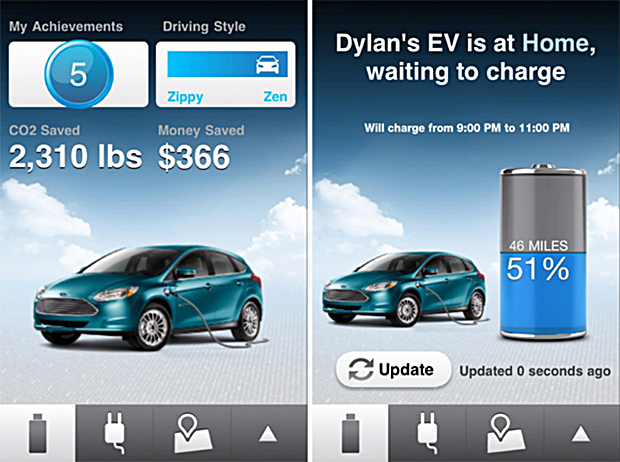 My Achievements
Driving Style
5
Zippy
Zen
CO2 Saved
Money Saved
2,310 lbs
$366
Dylan's EV is at Home,
waiting to charge
Will charge from 9:00 PM to 11:00 PM
46 MILES
51%
Update
Updated 0 seconds ago